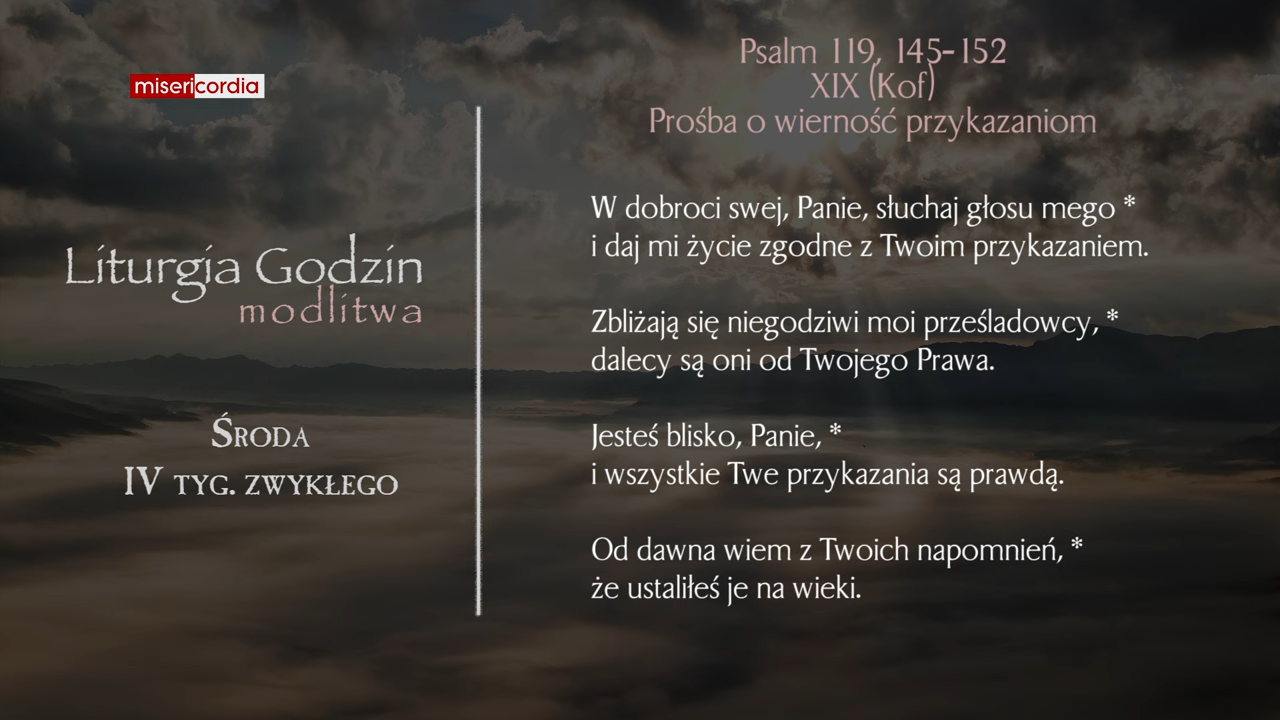 misericordia
Liturgia Godzin
modlitwa
Środa
IV tyg. zwykłego
Psalm 119, 145-152
XIX (Kof)
Prośba o wierność przykazaniom
W dobroci swej, Panie, słuchaj głosu mego *
i daj mi życie zgodne z Twoim przykazaniem.
Zbliżają się niegodziwi moi prześladowcy, *
dalecy są oni od Twojego Prawa.
Jesteś blisko, Panie, *
i wszystkie Twe przykazania są prawdą.
Od dawna wiem z Twoich napomnień, *
że ustaliłeś je na wieki.